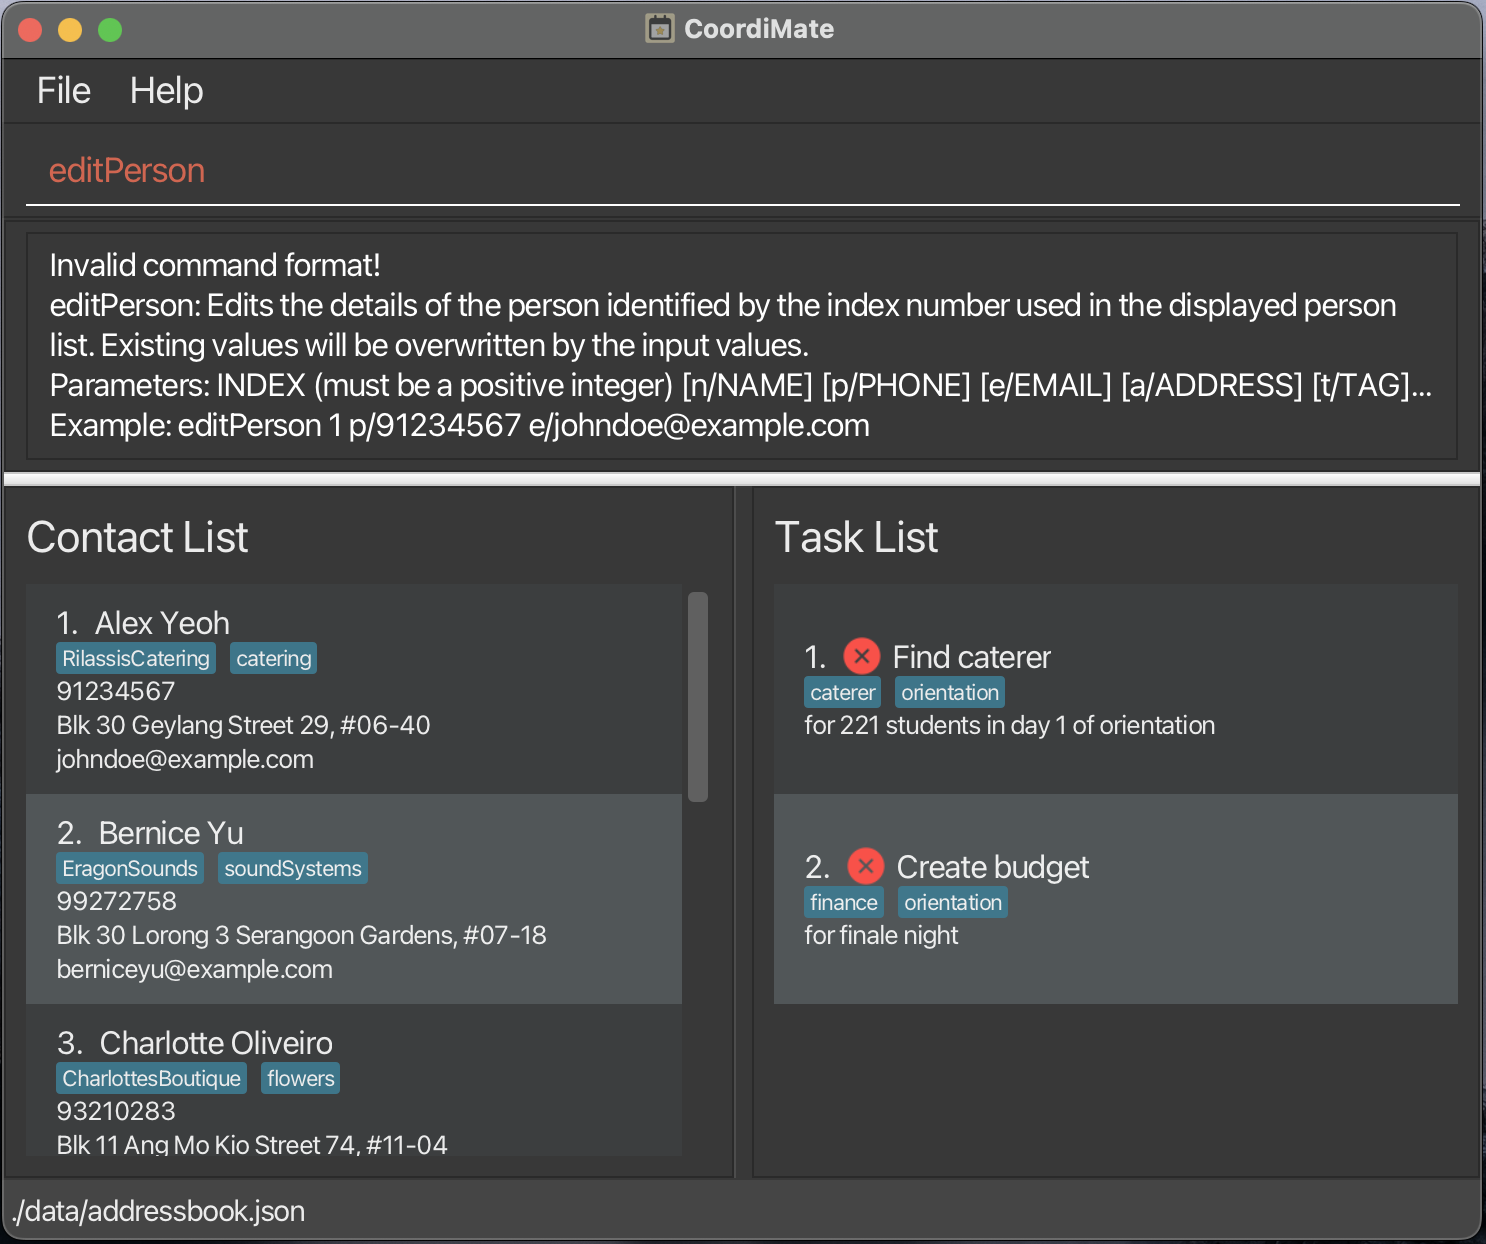 CoordiMate
File Help
editPerson
Invalid command format!
editPerson: Edits the details of the person identified by the index number used in the displayed person
list. Existing values will be overwritten by the input values.
Parameters: INDEX (must be a positive integer) [n/NAME] [p/PHONE] [e/EMAIL] [a/ADDRESS] [t/TAG]...
Example: editPerson 1 p/91234567 e/johndoe@example.com
Contact List
1. Alex Yeoh
RilassisCatering catering
91234567
Blk 30 Geylang Street 29, #06-40
johndoe@example.com
2. Bernice Yu
EragonSounds soundSystems
99272758
Blk 30 Lorong 3 Serangoon Gardens, #07-18
berniceyu@example.com
3. Charlotte Oliveiro
CharlottesBoutique flowers
93210283
Blk 11 Ang Mo Kio Street 74, #11-04
Task List
1. Find caterer
caterer orientation
for 221 students in day 1 of orientation
2. Create budget
finance orientation
for finale night
./data/addressbook.json